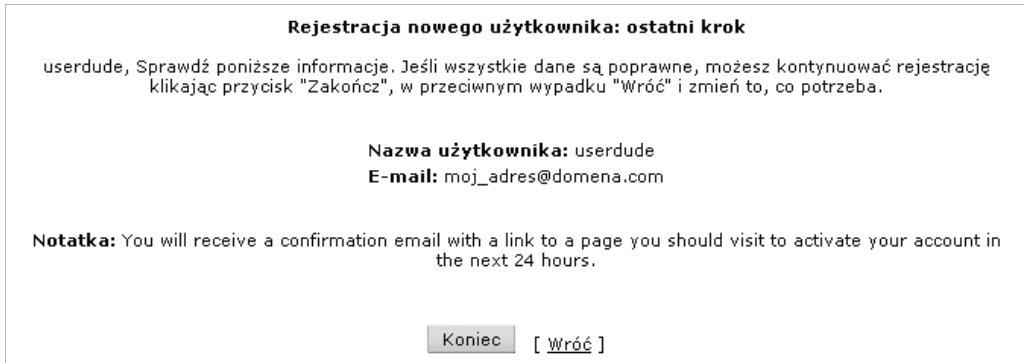 Rejestracja nowego użytkownika: ostatni krok
userdude, Sprawdź poniższe informacje. Jeśli wszystkie dane są poprawne, możesz kontynuować rejestrację
klikając przycisk "Zakończ", w przeciwnym wypadku "Wróć" i zmień to, co potrzeba.
Nazwa użytkownika: userdude
E-mail: moj_adres@domena.com
Notatka: You will receive a confirmation email with a link to a page you should visit to activate your account in
the next 24 hours.
Koniec [ Wróć ]